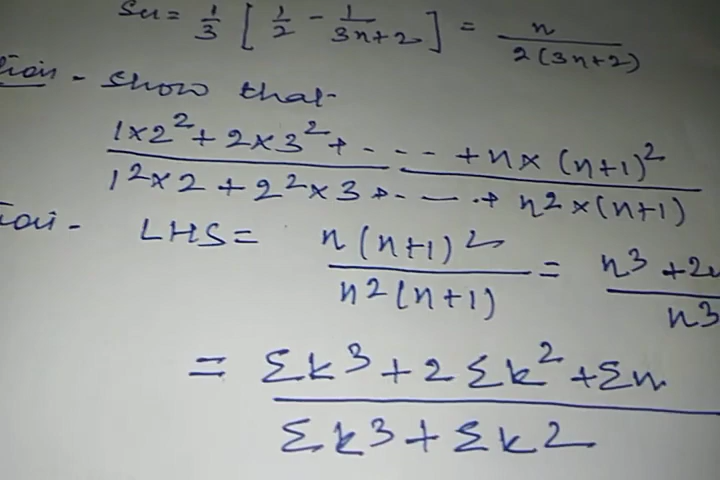 Sn = 1/3 [ 1/2 - 1/(3n+2) ] = n/(2(3n+2))
- Show that
1×2² + 2×3² + - - - - + n× (n+1)²
1²×2 + 2²×3 + - - - + n2×(n+1)
- LHS = n(n+1)2 / n2(n+1) = n3 + 2 / n3
= Σk3 + 2Σk2 + Σn
Σk3 + Σk2